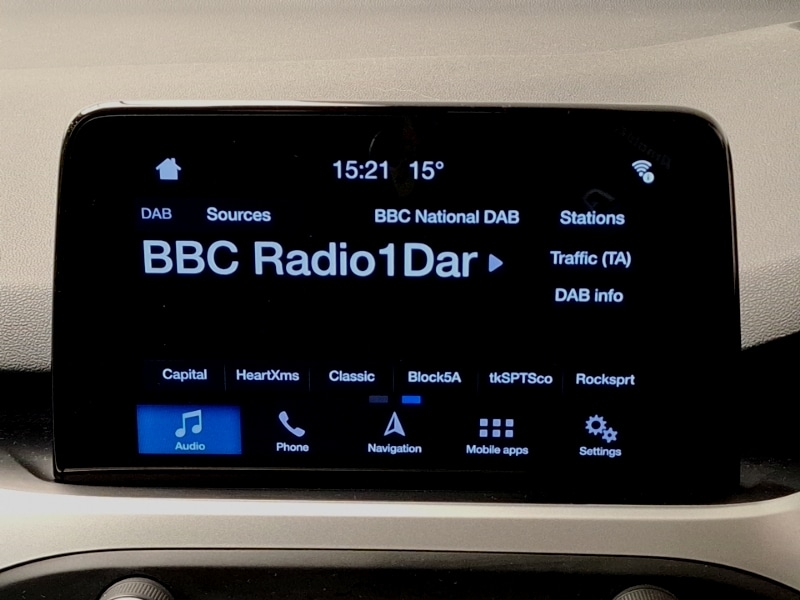 15:21 15°
DAB Sources BBC National DAB Stations
BBC Radio1Dar
Traffic (TA)
DAB info
Capital HeartXms Classic Block5A tkSPTSco Rocksprt
Audio Phone Navigation Mobile apps Settings